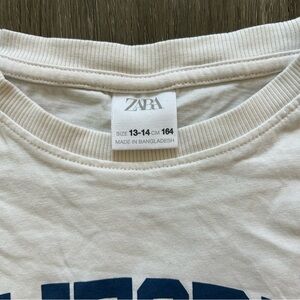 ZARA
SIZE 13-14 CM 164
MADE IN BANGLADESH